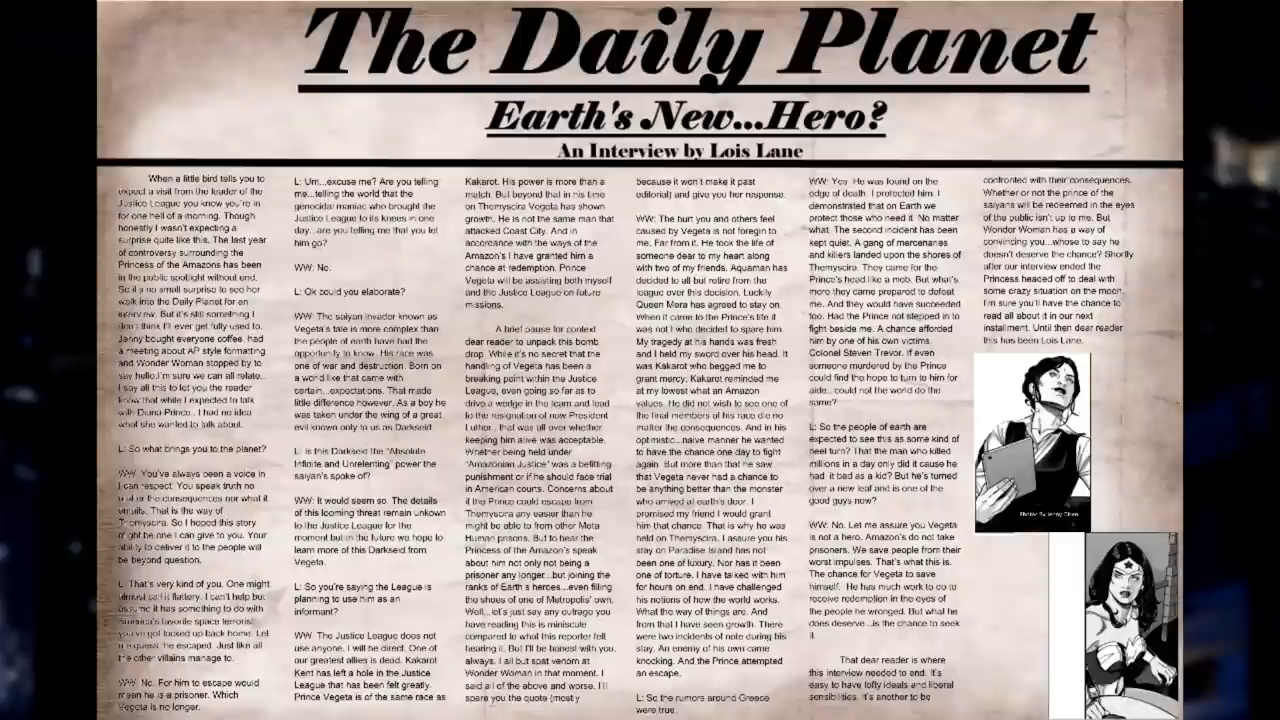 The Daily Planet
Earth's New...Hero?
An Interview by Lois Lane
When a little bird tells you to
expect a visit from the leader of the
Justice League you know you're in
for one hell of a morning. Though
honestly I wasn't expecting a
surprise quite like this. The last year
of controversy surrounding the
Princess of the Amazons has been
in the public spotlight without end.
So it's no small surprise to see her
walk into the Daily Planet for an
interview. But it's still something I
don't think I'll ever get fully used to.
Jenny bought everyone coffee, had
a meeting about AP style formatting
and Wonder Woman stopped by to
say hello.I'm sure we can all relate..
I say all this to let you the reader
know that while I expected to talk
with Diana Prince.. I had no idea
what she wanted to talk about.
L: So what brings you to the planet?
WW: You've always been a voice in
I can respect. You speak truth no
matter the consequences nor what it
entails. That is the way of
Themyscira. So I hoped this story
might be one I can give to you. Your
ability to deliver it to the people will
be beyond question.
L: That's very kind of you. One might
almost call it flattery. I can't help but
assume it has something to do with
America's favorite space terrorist
you've got locked up back home. Let
me guess, he escaped. Just like all
the other villains manage to.
WW: No. For him to escape would
mean he is a prisoner. Which
Vegeta is no longer.
L: Um...excuse me? Are you telling
me...telling the world that the
genocidal maniac who brought the
Justice League to its knees in one
day...are you telling me that you let
him go?
WW: No.
L: Ok could you elaborate?
WW: The saiyan invader known as
Vegeta's tale is more complex than
the people of earth have had the
opportunity to know. His race was
one of war and destruction. Born on
a world like that came with
certain...expectations. That made
little difference however. As a boy he
was taken under the wing of a great
evil known only to us as Darkseid.
L: Is this Darkseid the "Absolute
Infinite and Unrelenting" power the
saiyan's spoke of?
WW: It would seem so. The details
of this looming threat remain unkown
to the Justice League for the
moment but in the future we hope to
learn more of this Darkseid from
Vegeta.
L: So you're saying the League is
planning to use him as an
informant?
WW: The Justice League does not
use anyone. I will be direct. One of
our greatest allies is dead. Kakarot
Kent has left a hole in the Justice
League that has been felt greatly.
Prince Vegeta is of the same race as
Kakarot. His power is more than a
match. But beyond that in his time
on Themyscira Vegeta has shown
growth. He is not the same man that
attacked Coast City. And in
accordance with the ways of the
Amazon's I have granted him a
chance at redemption. Prince
Vegeta will be assisting both myself
and the Justice League on future
missions.
A brief pause for context
dear reader to unpack this bomb
drop. While it's no secret that the
handling of Vegeta has been a
breaking point within the Justice
League, even going so far as to
drive a wedge in the team and lead
to the resignation of now President
Luthor...that was all over whether
keeping him alive was acceptable.
Whether being held under
"Amazonian Justice" was a befitting
punishment or if he should face trial
in American courts. Concerns about
if the Prince could escape from
Themyscira any easier than he
might be able to from other Meta
Human prisons. But to hear the
Princess of the Amazon's speak
about him not only not being a
prisoner any longer...but joining the
ranks of Earth's heroes...even filling
the shoes of one of Metropolis' own.
Well...let's just say any outrage you
have reading this is miniscule
compared to what this reporter felt
hearing it. But I'll be honest with you,
always. I all but spat venom at
Wonder Woman in that moment. I
said all of the above and worse. I'll
spare you the quote (mostly
because it won't make it past
editorial) and give you her response.
WW: The hurt you and others feel
caused by Vegeta is not foregin to
me. Far from it. He took the life of
someone dear to my heart along
with two of my friends. Aquaman has
decided to all but retire from the
league over this decision. Luckily
Queen Mera has agreed to stay on.
When it came to the Prince's life it
was not I who decided to spare him.
My tragedy at his hands was fresh
and I held my sword over his head. It
was Kakarot who begged me to
grant mercy. Kakarot reminded me
at my lowest what an Amazon
values. He did not wish to see one of
the final members of his race die no
matter the consequences. And in his
optimistic...naive manner he wanted
to have the chance one day to fight
again. But more than that he saw
that Vegeta never had a chance to
be anything better than the monster
who arrived at earth's door. I
promised my friend I would grant
him that chance. That is why he was
held on Themyscira. I assure you his
stay on Paradise Island has not
been one of luxury. Nor has it been
one of torture. I have talked with him
for hours on end. I have challenged
his notions of how the world works.
What the way of things are. And
from that I have seen growth. There
were two incidents of note during his
stay. An enemy of his own came
knocking. And the Prince attempted
an escape.
L: So the rumors around Greece
were true.
WW: Yes. He was found on the
edge of death. I protected him. I
demonstrated that on Earth we
protect those who need it. No matter
what. The second incident has been
kept quiet. A gang of mercenaries
and killers landed upon the shores of
Themyscira. They came for the
Prince's head like a mob. But what's
more they came prepared to defeat
me. And they would have succeeded
too. Had the Prince not stepped in to
fight beside me. A chance afforded
him by one of his own victims.
Colonel Steven Trevor. If even
someone murdered by the Prince
could find the hope to turn to him for
aide...could not the world do the
same?
L: So the people of earth are
expected to see this as some kind of
heel turn? That the man who killed
millions in a day only did it cause he
had it bad as a kid? But he's turned
over a new leaf and is one of the
good guys now?
WW: No. Let me assure you Vegeta
is not a hero. Amazon's do not take
prisoners. We save people from their
worst impulses. That's what this is.
The chance for Vegeta to save
himself. He has much work to do to
receive redemption in the eyes of
the people he wronged. But what he
does deserve...is the chance to seek
it.
That dear reader is where
this interview needed to end. It's
easy to have lofty ideals and liberal
sensibilities. It's another to be
confronted with their consequences.
Whether or not the prince of the
saiyans will be redeemed in the eyes
of the public isn't up to me. But
Wonder Woman has a way of
convincing you...whose to say he
doesn't deserve the chance? Shortly
after our interview ended the
Princess headed off to deal with
some crazy situation on the moon.
I'm sure you'll have the chance to
read all about it in our next
installment. Until then dear reader
this has been Lois Lane.
Photos By Jenny Olsen